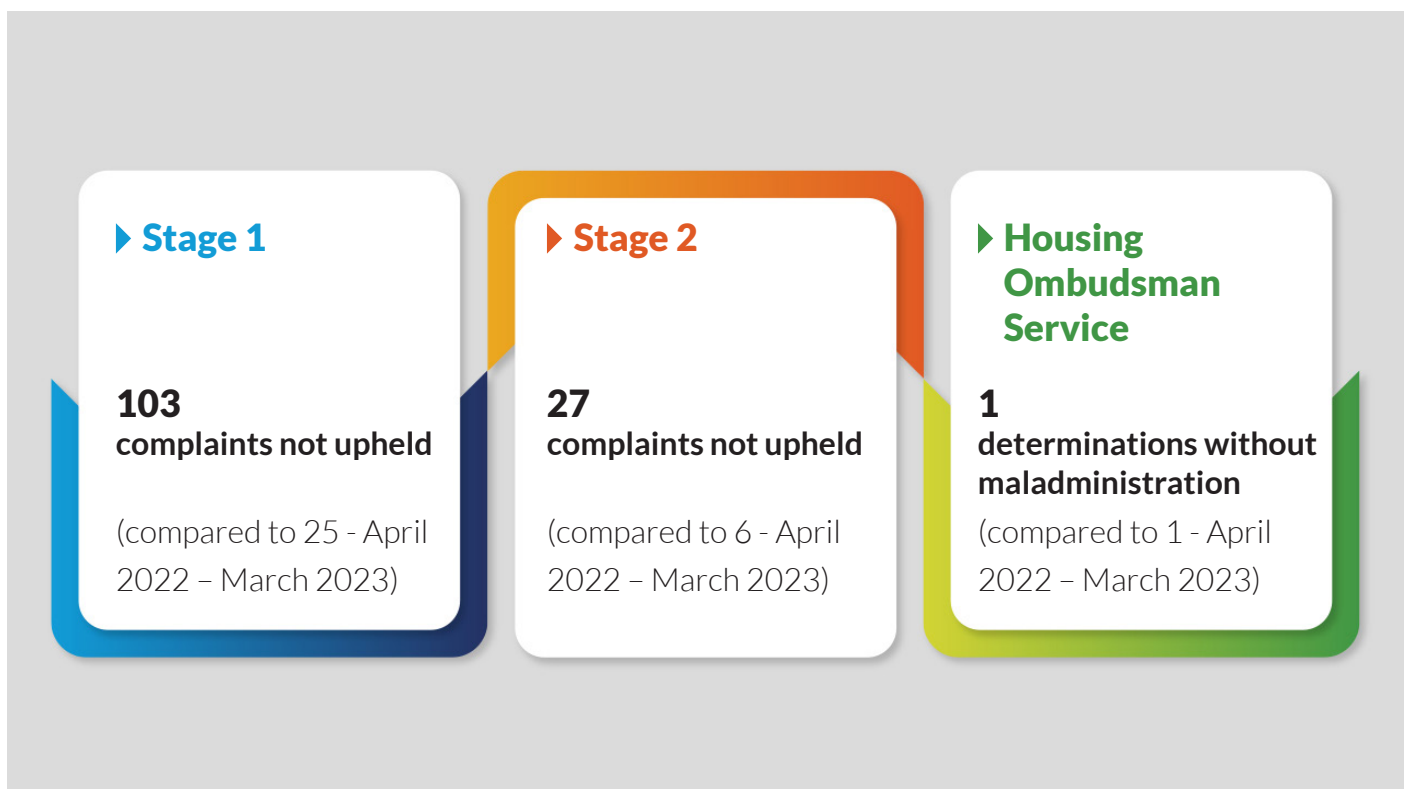 Stage 1
103
complaints not upheld
(compared to 25 - April
2022 – March 2023)
Stage 2
27
complaints not upheld
(compared to 6 - April
2022 – March 2023)
Housing
Ombudsman
Service
1
determinations without
maladministration
(compared to 1 - April
2022 – March 2023)